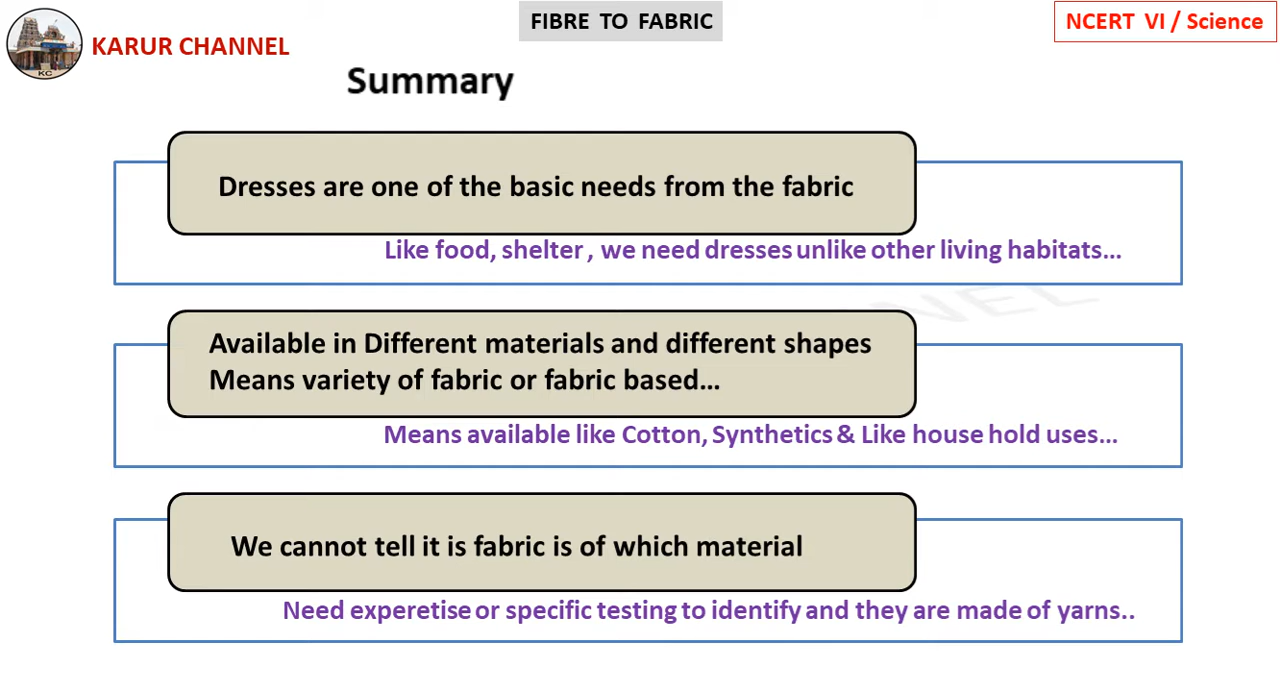 FIBRE TO FABRIC
NCERT VI / Science
KARUR CHANNEL
KC
Summary
Dresses are one of the basic needs from the fabric
Like food, shelter , we need dresses unlike other living habitats...
NEL
Available in Different materials and different shapes
Means variety of fabric or fabric based...
Means available like Cotton, Synthetics & Like house hold uses...
We cannot tell it is fabric is of which material
Need experetise or specific testing to identify and they are made of yarns..